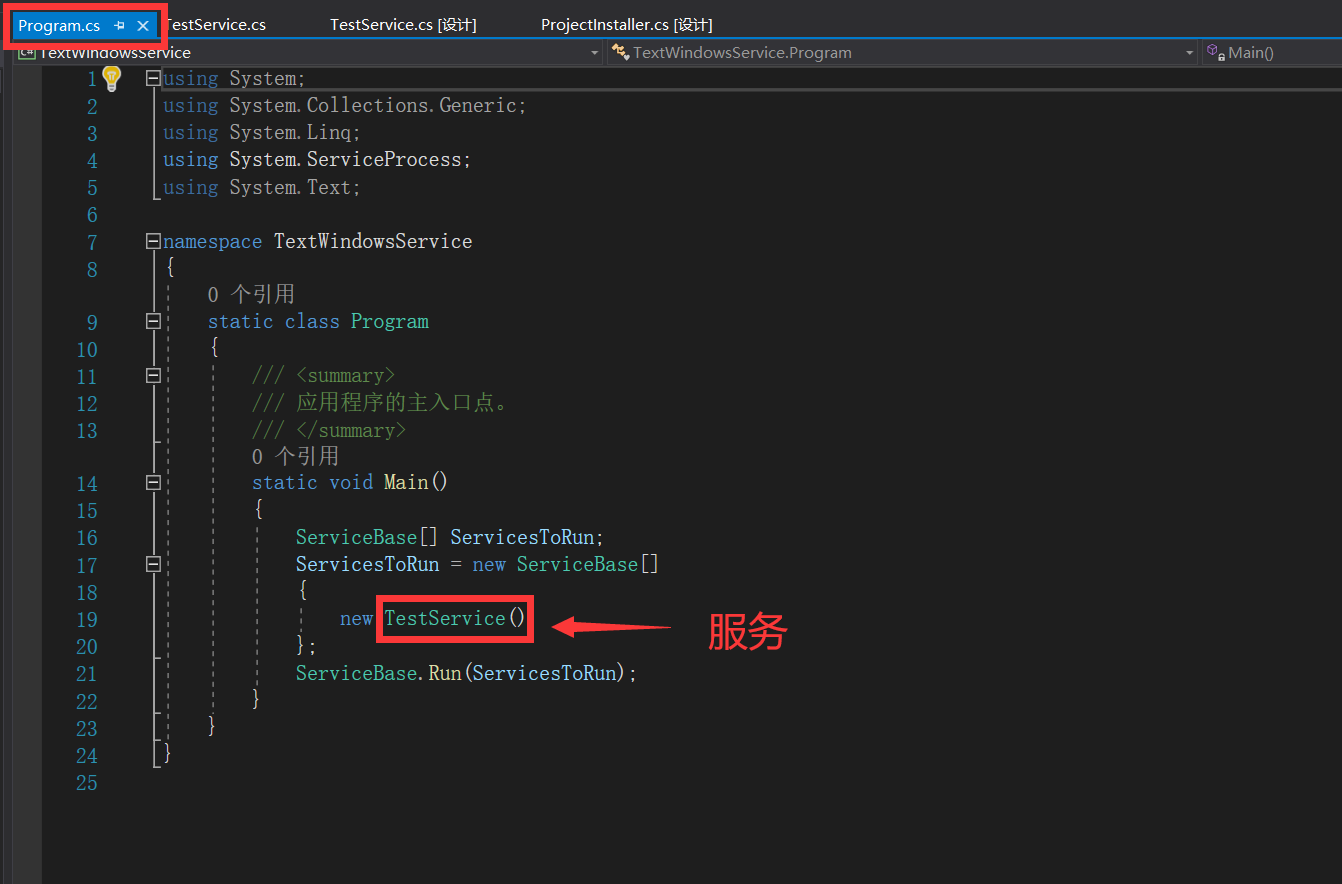 Program.cs TestService.cs TestService.cs [设计] ProjectInstaller.cs [设计]
C# TextWindowsService TextWindowsService.Program Main()
1 using System;
2 using System.Collections.Generic;
3 using System.Linq;
4 using System.ServiceProcess;
5 using System.Text;
6
7 namespace TextWindowsService
8 {
0 个引用
9 static class Program
10 {
11 /// <summary>
12 /// 应用程序的主入口点。
13 /// </summary>
0 个引用
14 static void Main()
15 {
16 ServiceBase[] ServicesToRun;
17 ServicesToRun = new ServiceBase[]
18 {
19 new TestService() 服务
20 };
21 ServiceBase.Run(ServicesToRun);
22 }
23 }
24 }
25